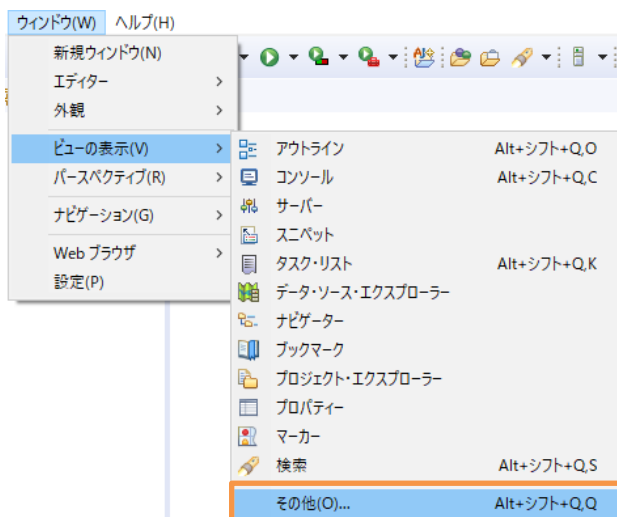 ウィンドウ(W) ヘルプ(H)
新規ウィンドウ(N)
エディター
外観
ビューの表示(V)
パースペクティブ(R)
ナビゲーション(G)
Web ブラウザ
設定(P)
アウトライン Alt+シフト+Q,O
コンソール Alt+シフト+Q,C
サーバー
スニペット
タスク・リスト Alt+シフト+Q,K
データ・ソース・エクスプローラー
ナビゲーター
ブックマーク
プロジェクト・エクスプローラー
プロパティー
マーカー
検索 Alt+シフト+Q,S
その他(O)... Alt+シフト+Q,Q